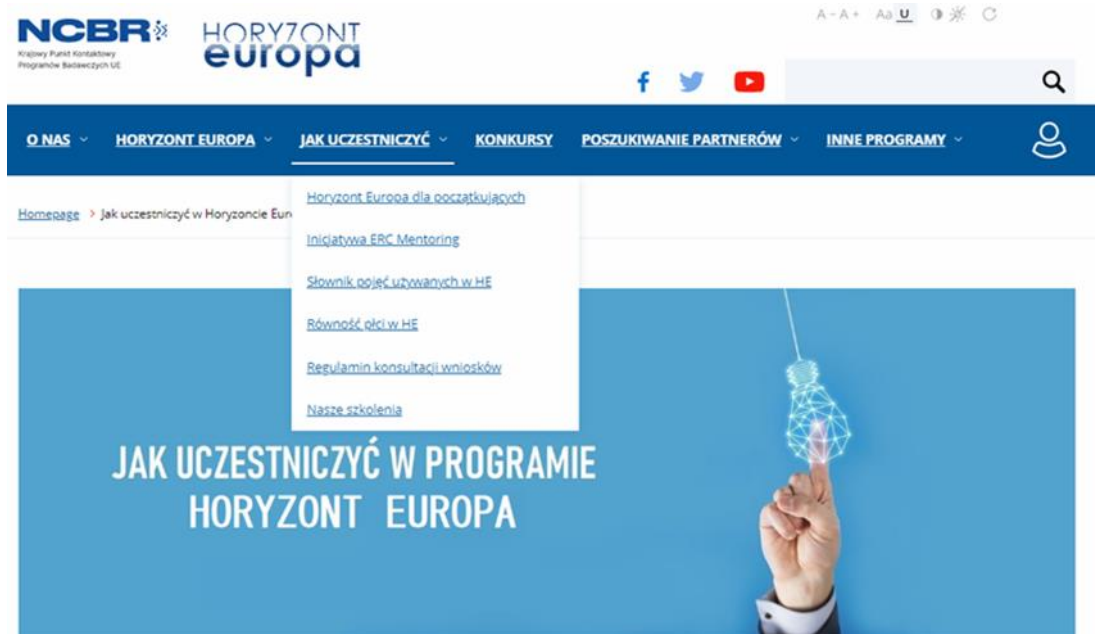 A- A+ Aa U
NCBR
Krajowy Punkt Kontaktowy
Programów Badawczych UE
HORYZONT
europa
O NAS HORYZONT EUROPA JAK UCZESTNICZYĆ KONKURSY POSZUKIWANIE PARTNERÓW INNE PROGRAMY
Homepage > Jak uczestniczyć w Horyzoncie Eur
Horyzont Europa dla początkujących
Inicjatywa ERC Mentoring
Słownik pojęć używanych w HE
Równość płci w HE
Regulamin konsultacji wniosków
Nasze szkolenia
JAK UCZESTNICZYĆ W PROGRAMIE
HORYZONT EUROPA